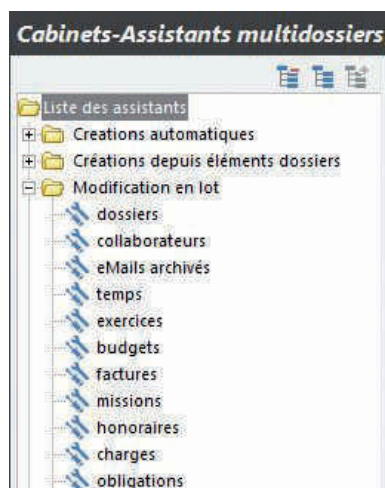 Cabinets-Assistants multidossiers
Liste des assistants
Creations automatiques
Créations depuis éléments dossiers
Modification en lot
dossiers
collaborateurs
eMails archivés
temps
exercices
budgets
factures
missions
honoraires
charges
obligations